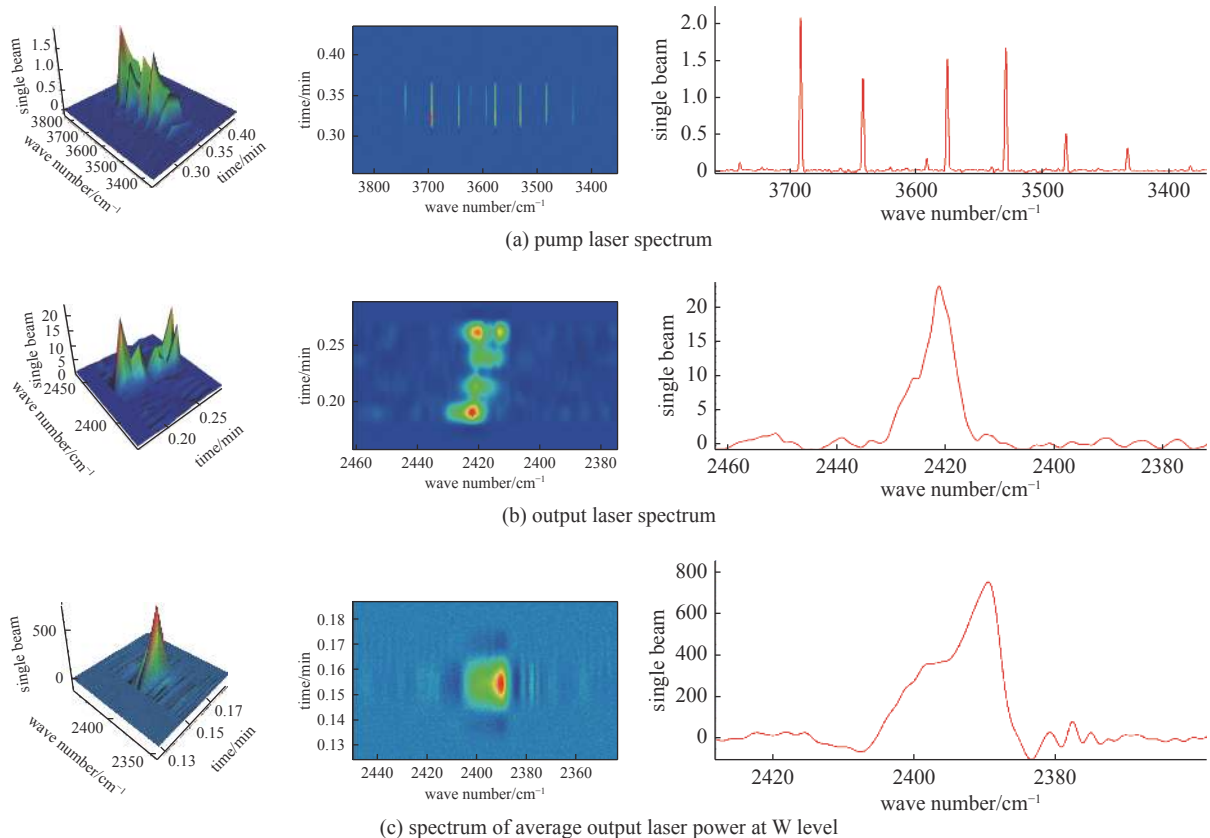 single beam
1.5
1.0
0.5
0
3800
3700
3600
3500
3400
wave number/cm⁻¹
0.30
0.35
0.40
time/min
time/min
0.40
0.30
3800 3700 3600 3500 3400
wave number/cm⁻¹
single beam
2.0
1.5
1.0
0.5
0
3700 3600 3500 3400
wave number/cm⁻¹
(a) pump laser spectrum
single beam
20
15
10
5
0
2450
2400
wave number/cm⁻¹
0.20
0.25
time/min
time/min
0.25
0.20
2460 2440 2420 2400 2380
wave number/cm⁻¹
single beam
20
15
10
5
0
2460 2440 2420 2400 2380
wave number/cm⁻¹
(b) output laser spectrum
single beam
500
0
2400
2350
wave number/cm⁻¹
0.13
0.15
0.17
time/min
time/min
0.18
0.17
0.16
0.15
0.14
0.13
2440 2420 2400 2380 2360
wave number/cm⁻¹
single beam
800
600
400
200
0
2420 2400 2380
wave number/cm⁻¹
(c) spectrum of average output laser power at W level